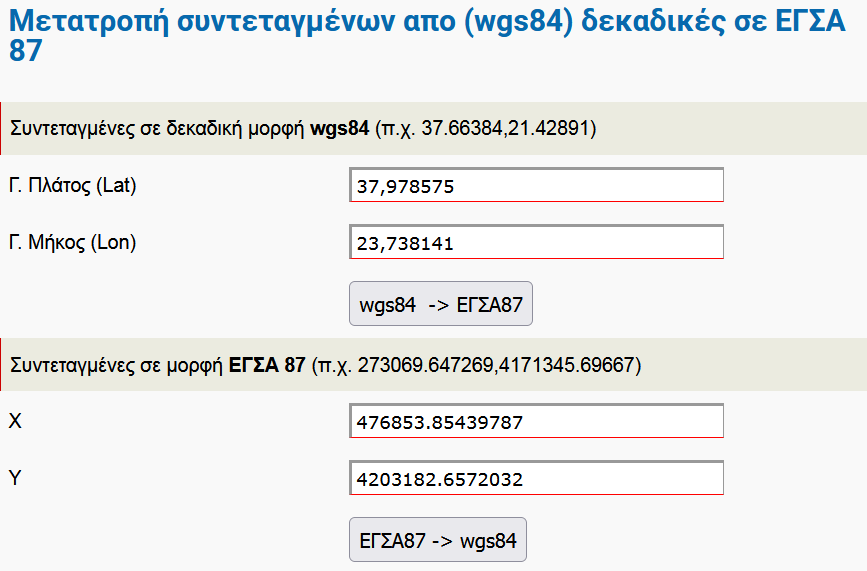 Μετατροπή συντεταγμένων απο (wgs84) δεκαδικές σε ΕΓΣΑ
87
Συντεταγμένες σε δεκαδική μορφή wgs84 (π.χ. 37.66384,21.42891)
Γ. Πλάτος (Lat)
37,978575
Γ. Μήκος (Lon)
23,738141
wgs84 -> ΕΓΣΑ87
Συντεταγμένες σε μορφή ΕΓΣΑ 87 (π.χ. 273069.647269,4171345.69667)
X
476853.85439787
Y
4203182.6572032
ΕΓΣΑ87 -> wgs84